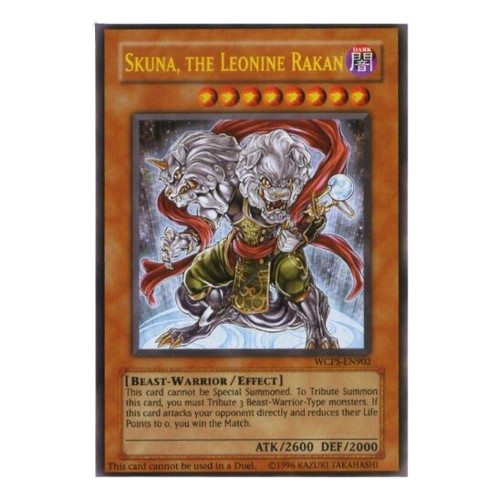 SKUNA, THE LEONINE RAKAN
DARK
闇
WCPS-EN902
[BEAST-WARRIOR/EFFECT]
This card cannot be Special Summoned. To Tribute Summon
this card, you must Tribute 3 Beast-Warrior-Type monsters. If
this card attacks your opponent directly and reduces their Life
Points to 0, you win the Match.
ATK/2600 DEF/2000
This card cannot be used in a Duel. ©1996 KAZUKI TAKAHASHI